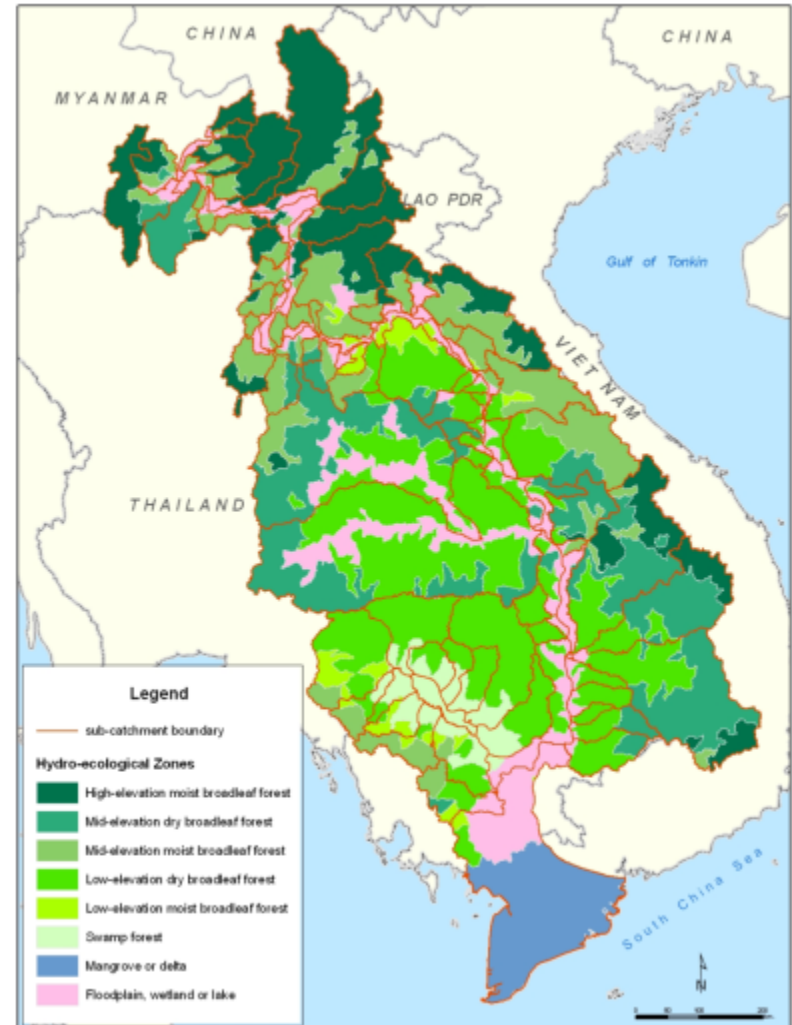 CHINA
CHINA
MYANMAR
LAO PDR
Gulf of Tonkin
VIET NAM
THAILAND
Legend
sub-catchment boundary
Hydro-ecological Zones
High-elevation moist broadleaf forest
Mid-elevation dry broadleaf forest
Mid-elevation moist broadleaf forest
Low-elevation dry broadleaf forest
Low-elevation moist broadleaf forest
Swamp forest
Mangrove or delta
Floodplain, wetland or lake
South China Sea
N